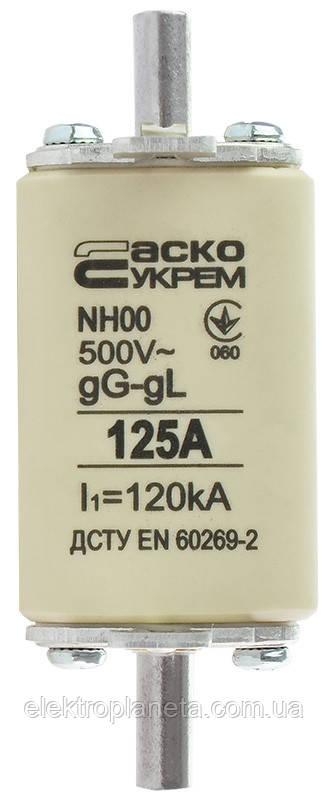 аско
УКРЕМ
NH00
500V~
060
gG-gL
125A
I₁=120kA
ДСТУ EN 60269-2
elektroplaneta.com.ua